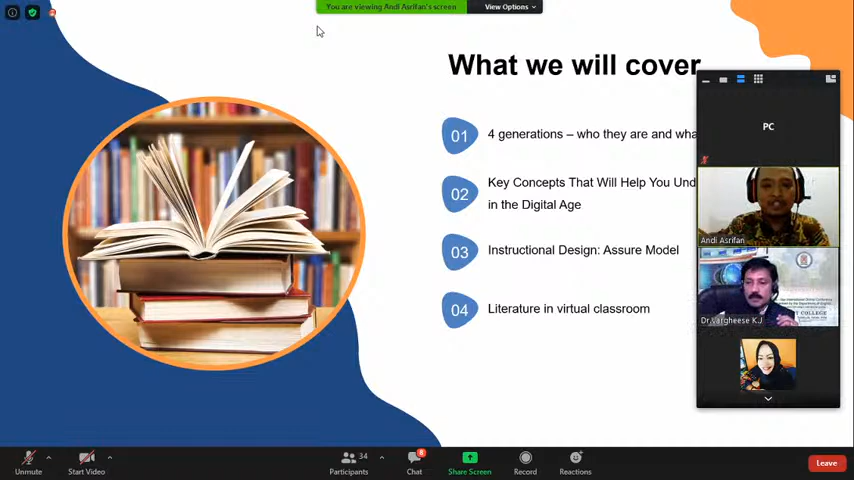 You are viewing Andi Asrifan's screen
View Options
What we will cover
01
4 generations – who they are and wha
02
Key Concepts That Will Help You Und
in the Digital Age
03
Instructional Design: Assure Model
04
Literature in virtual classroom
PC
Andi Asrifan
Dr.Vargheese K.J
COLLEGE
Unmute
Start Video
34
Participants
8
Chat
Share Screen
Record
Reactions
Leave